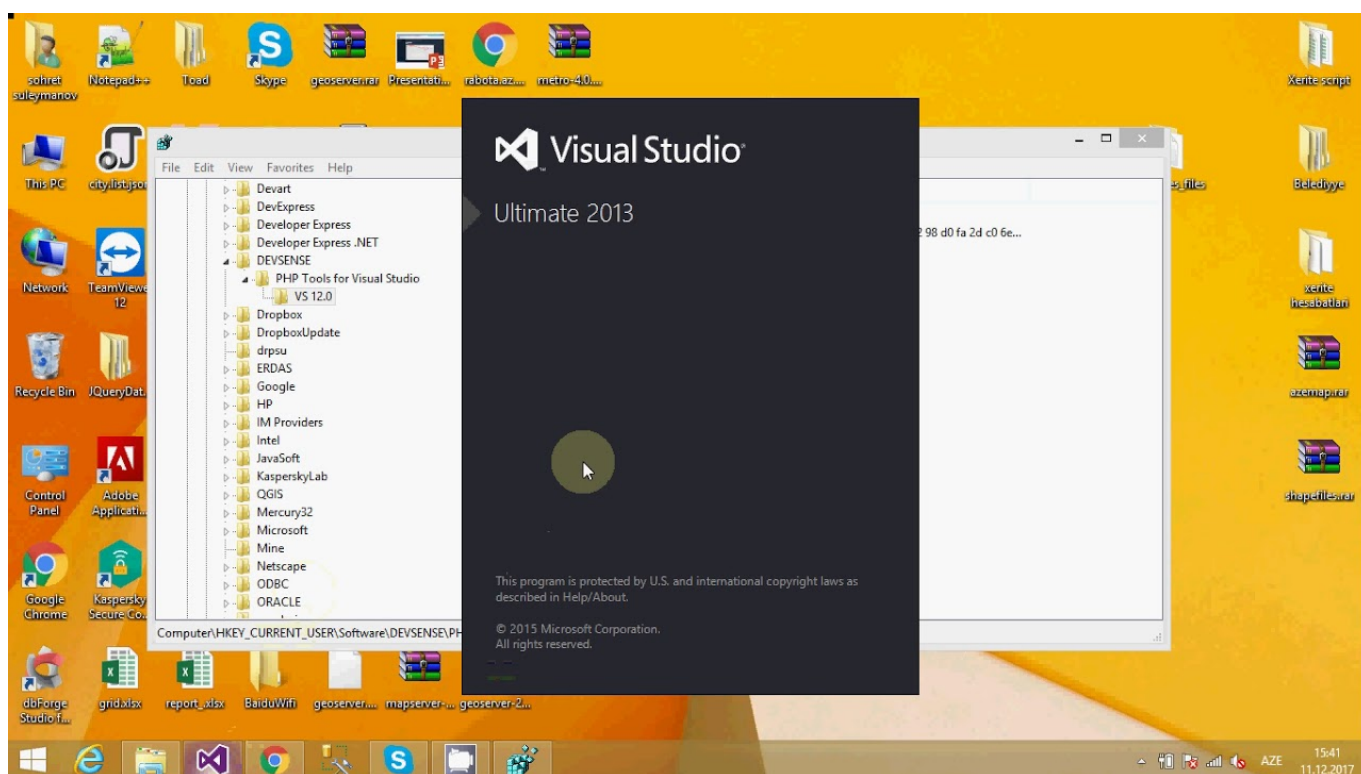 sohret
suleymanov
Notepad++
Toad
Skype
geoserver.rar
Presentati...
rabota.az....
metro-4.0....
Xerite script
This PC
citylist.json
s_files
Belediyye
Network
TeamViewer
12
xerite
hesabatlari
Recycle Bin
JQueryDat...
azemap.rar
Control
Panel
Adobe
Applicati...
shapefiles.rar
Google
Chrome
Kaspersky
Secure Co...
dbForge
Studio f...
grid.xlsx
report_.xlsx
BaiduWifi
geoserver....
mapserver-...
geoserver-2...
File Edit View Favorites Help
Devart
DevExpress
Developer Express
Developer Express .NET
DEVSENSE
PHP Tools for Visual Studio
VS 12.0
Dropbox
DropboxUpdate
drpsu
ERDAS
Google
HP
IM Providers
Intel
JavaSoft
KasperskyLab
QGIS
Mercury32
Microsoft
Mine
Netscape
ODBC
ORACLE
98 d0 fa 2d c0 6e...
Computer\HKEY_CURRENT_USER\Software\DEVSENSE\PH
Visual Studio
Ultimate 2013
This program is protected by U.S. and international copyright laws as
described in Help/About.
© 2015 Microsoft Corporation.
All rights reserved.
AZE
15:41
11.12.2017